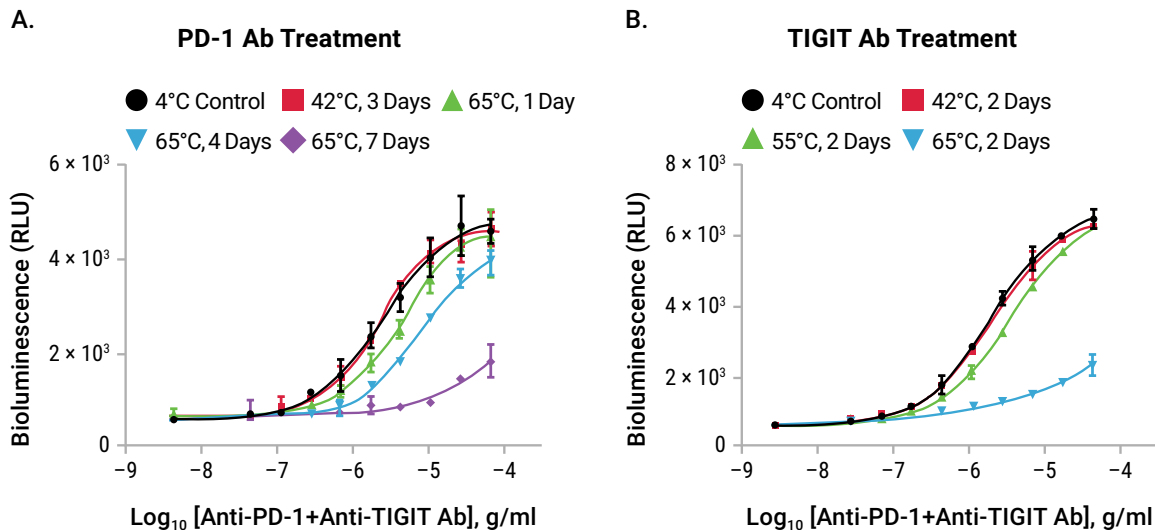 A.
PD-1 Ab Treatment
4°C Control 42°C, 3 Days 65°C, 1 Day
65°C, 4 Days 65°C, 7 Days
6 × 10³
4 × 10³
2 × 10³
0
Bioluminescence (RLU)
−9 −8 −7 −6 −5 −4
Log₁₀ [Anti-PD-1+Anti-TIGIT Ab], g/ml
B.
TIGIT Ab Treatment
4°C Control 42°C, 2 Days
55°C, 2 Days 65°C, 2 Days
8 × 10³
6 × 10³
4 × 10³
2 × 10³
0
Bioluminescence (RLU)
−9 −8 −7 −6 −5 −4
Log₁₀ [Anti-PD-1+Anti-TIGIT Ab], g/ml